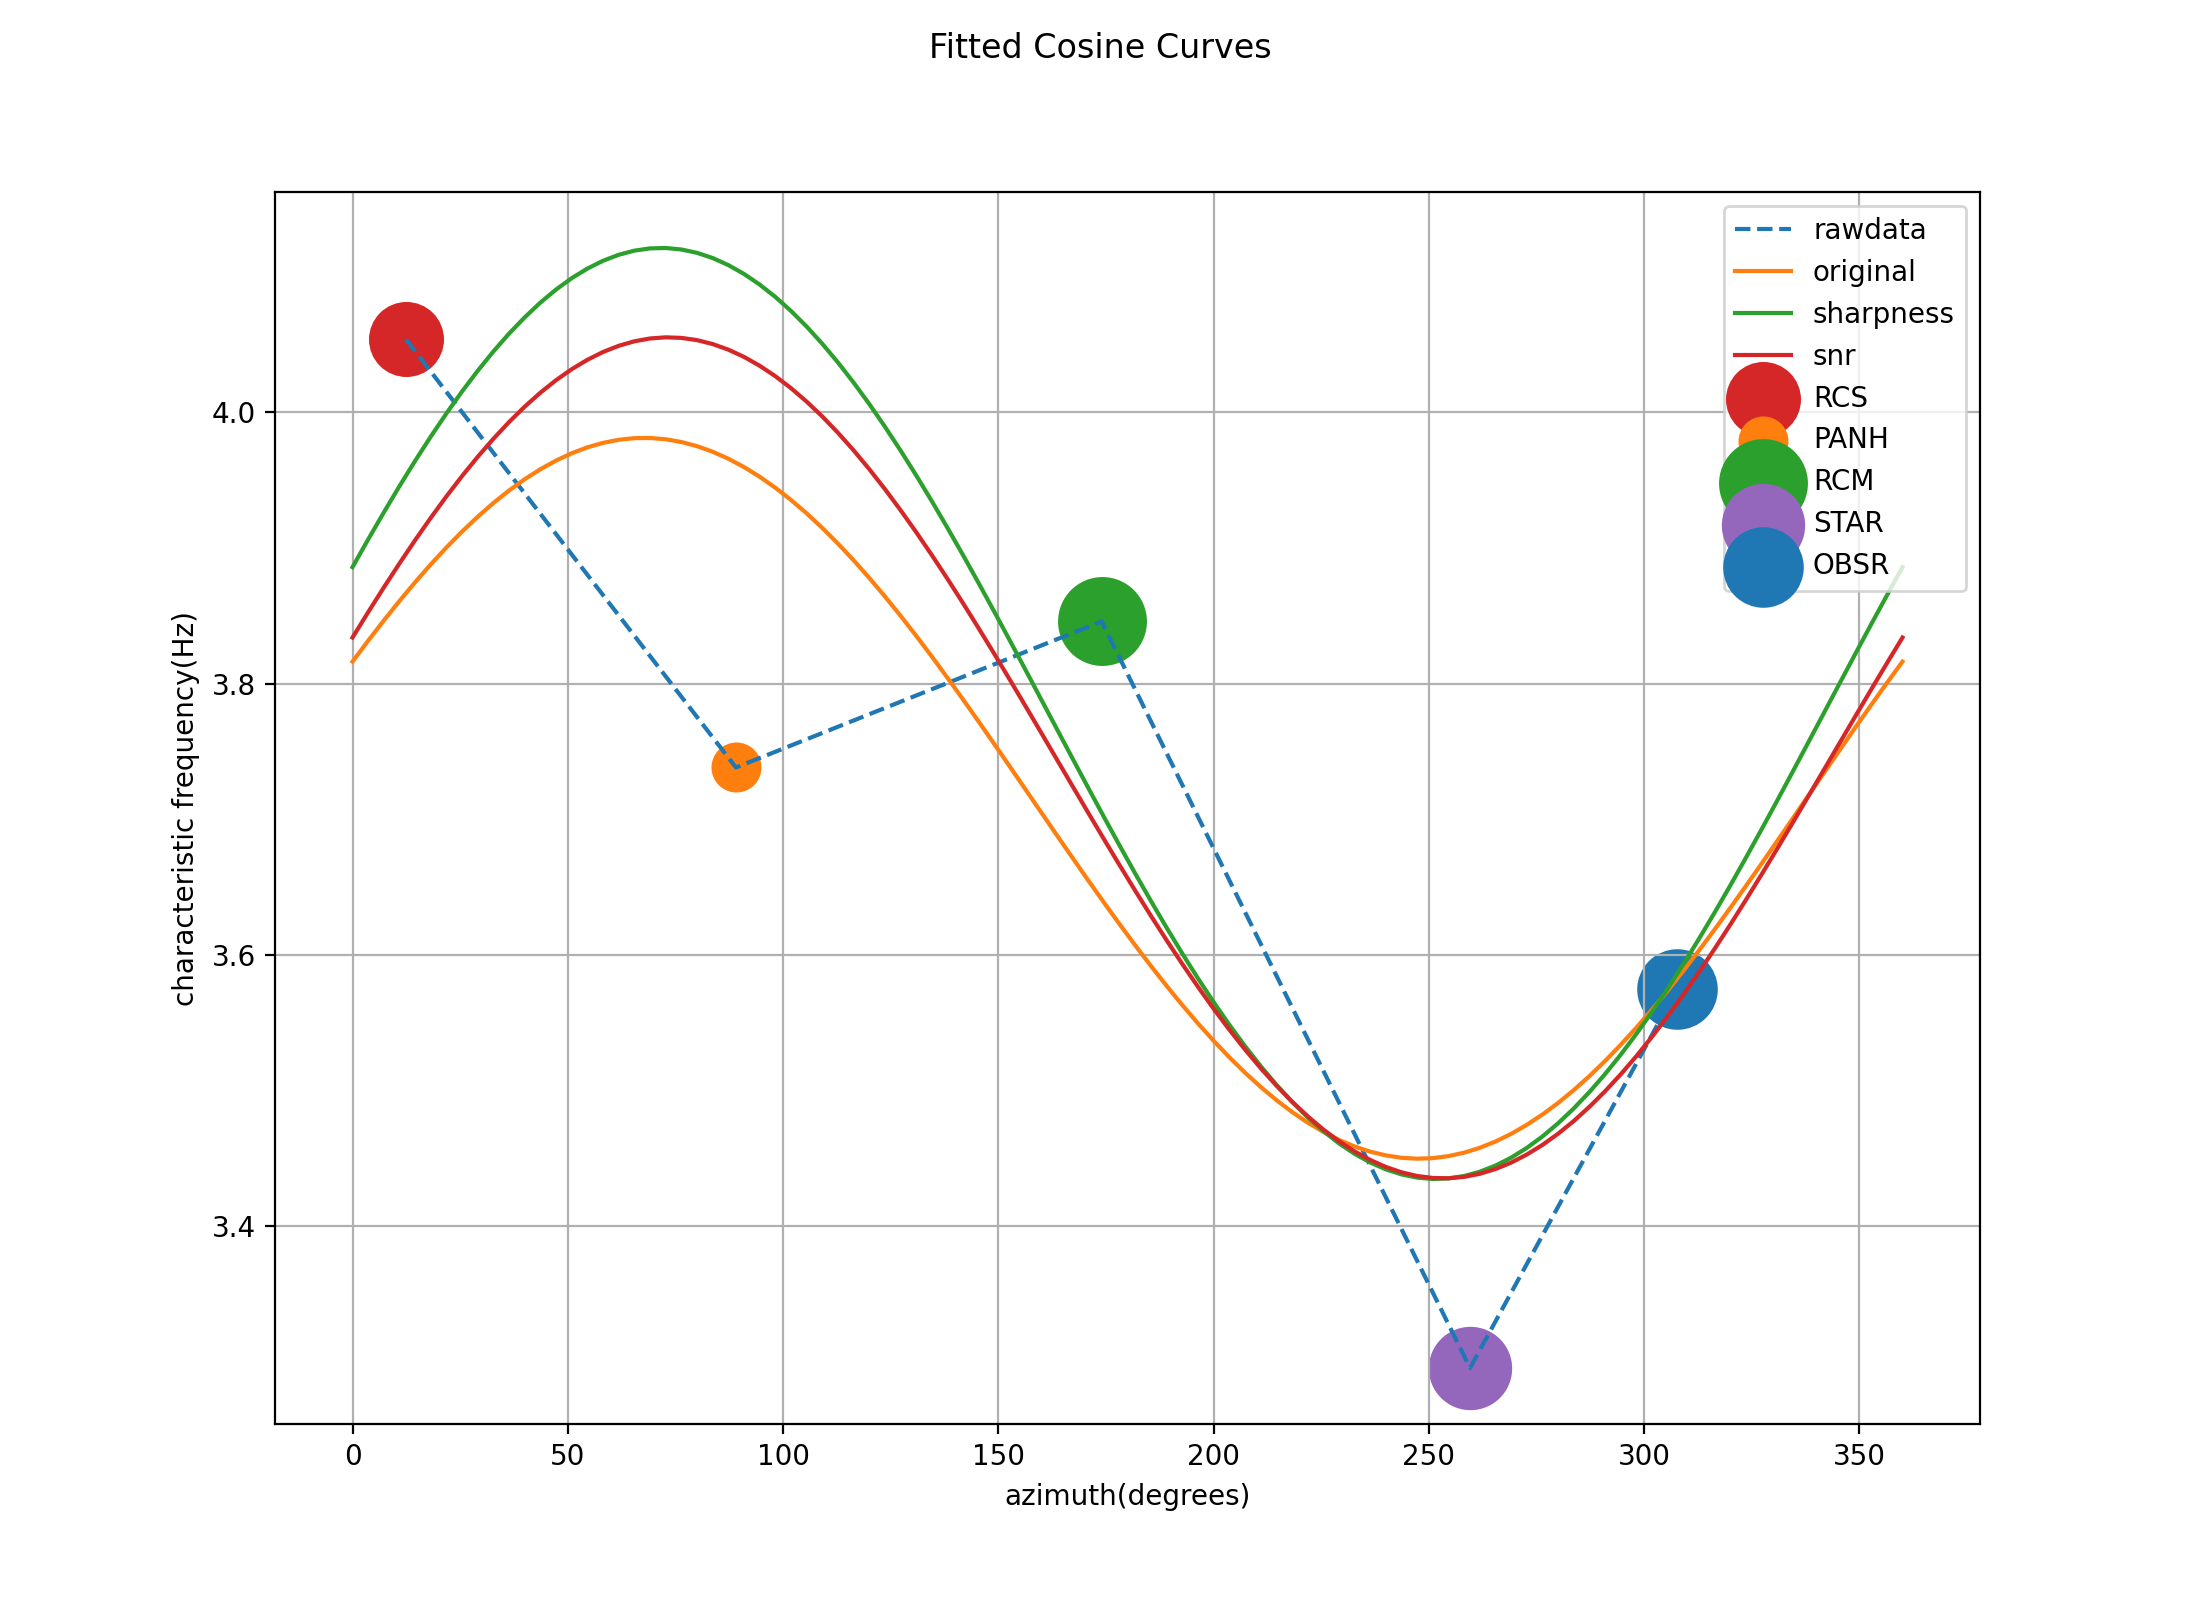 Fitted Cosine Curves
rawdata
original
sharpness
snr
RCS
PANH
RCM
STAR
OBSR
characteristic frequency(Hz)
4.0
3.8
3.6
3.4
0 50 100 150 200 250 300 350
azimuth(degrees)